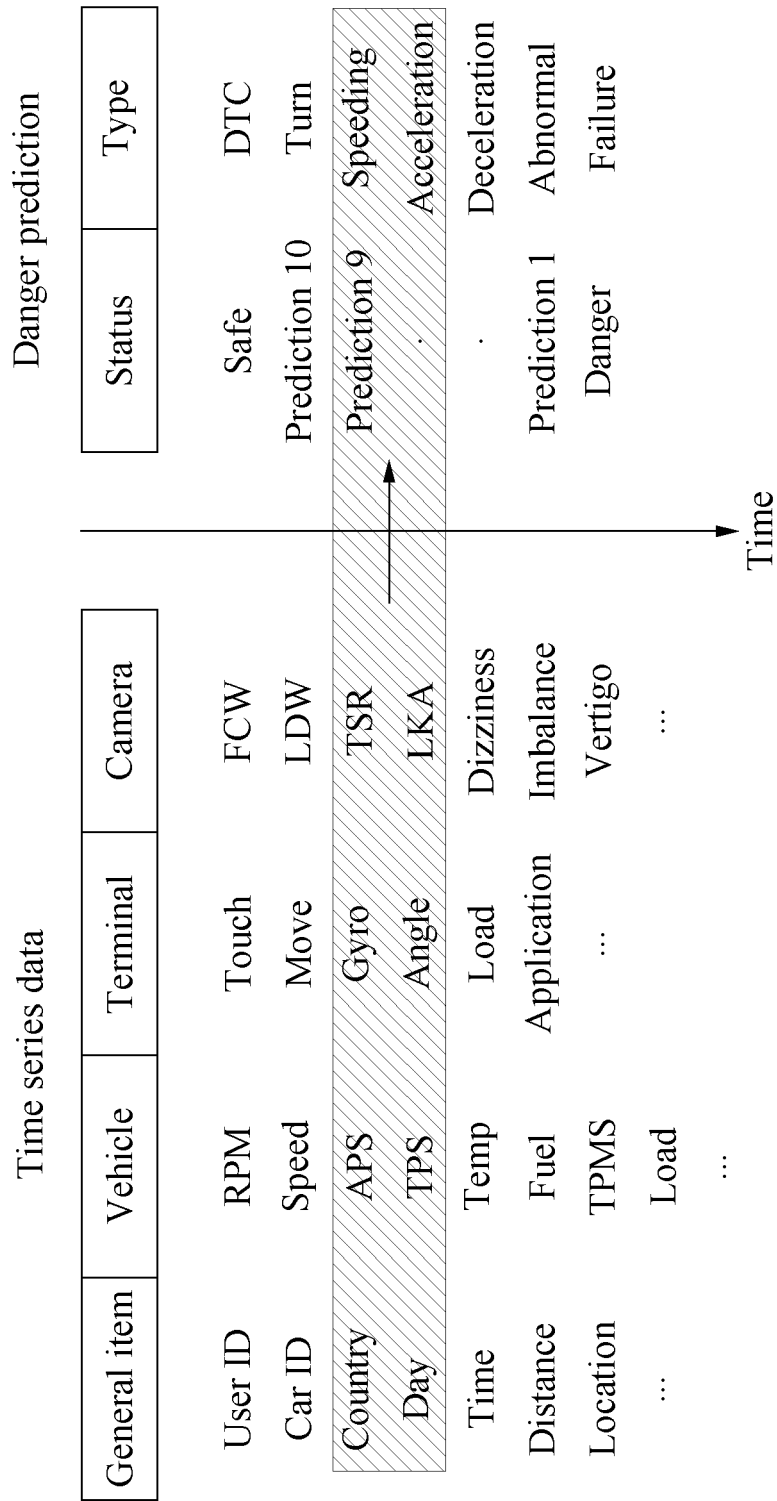 Time series data
Danger prediction
General item Vehicle Terminal Camera Status Type
User ID RPM Touch FCW Safe DTC
Car ID Speed Move LDW Prediction 10 Turn
Country APS Gyro TSR Prediction 9 Speeding
Day TPS Angle LKA . Acceleration
Time Temp Load Dizziness . Deceleration
Distance Fuel Application Imbalance Prediction 1 Abnormal
Location TPMS ... Vertigo Danger Failure
... Load ...
...
Time